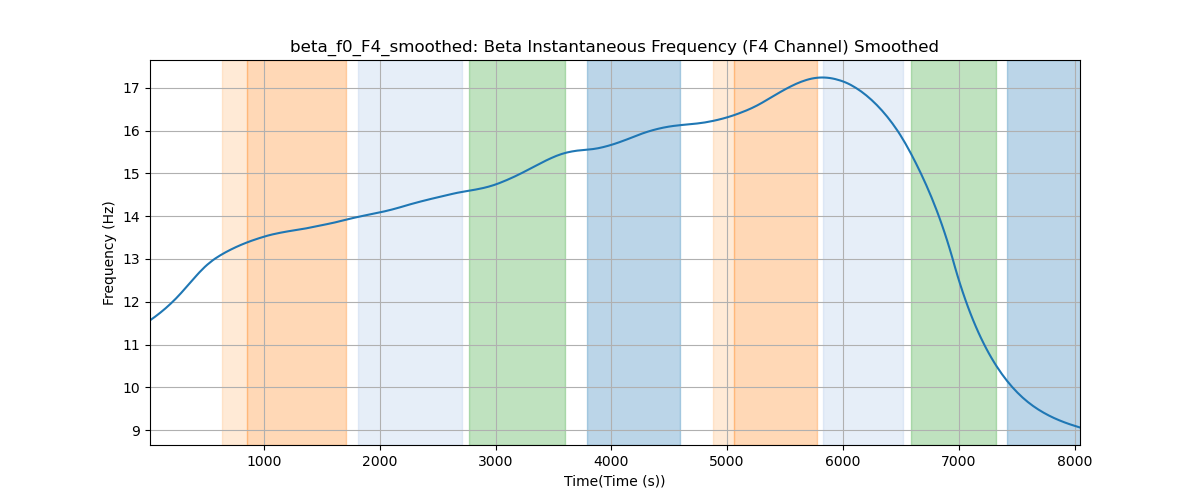 beta_f0_F4_smoothed: Beta Instantaneous Frequency (F4 Channel) Smoothed
Frequency (Hz)
17
16
15
14
13
12
11
10
9
1000 2000 3000 4000 5000 6000 7000 8000
Time(Time (s))